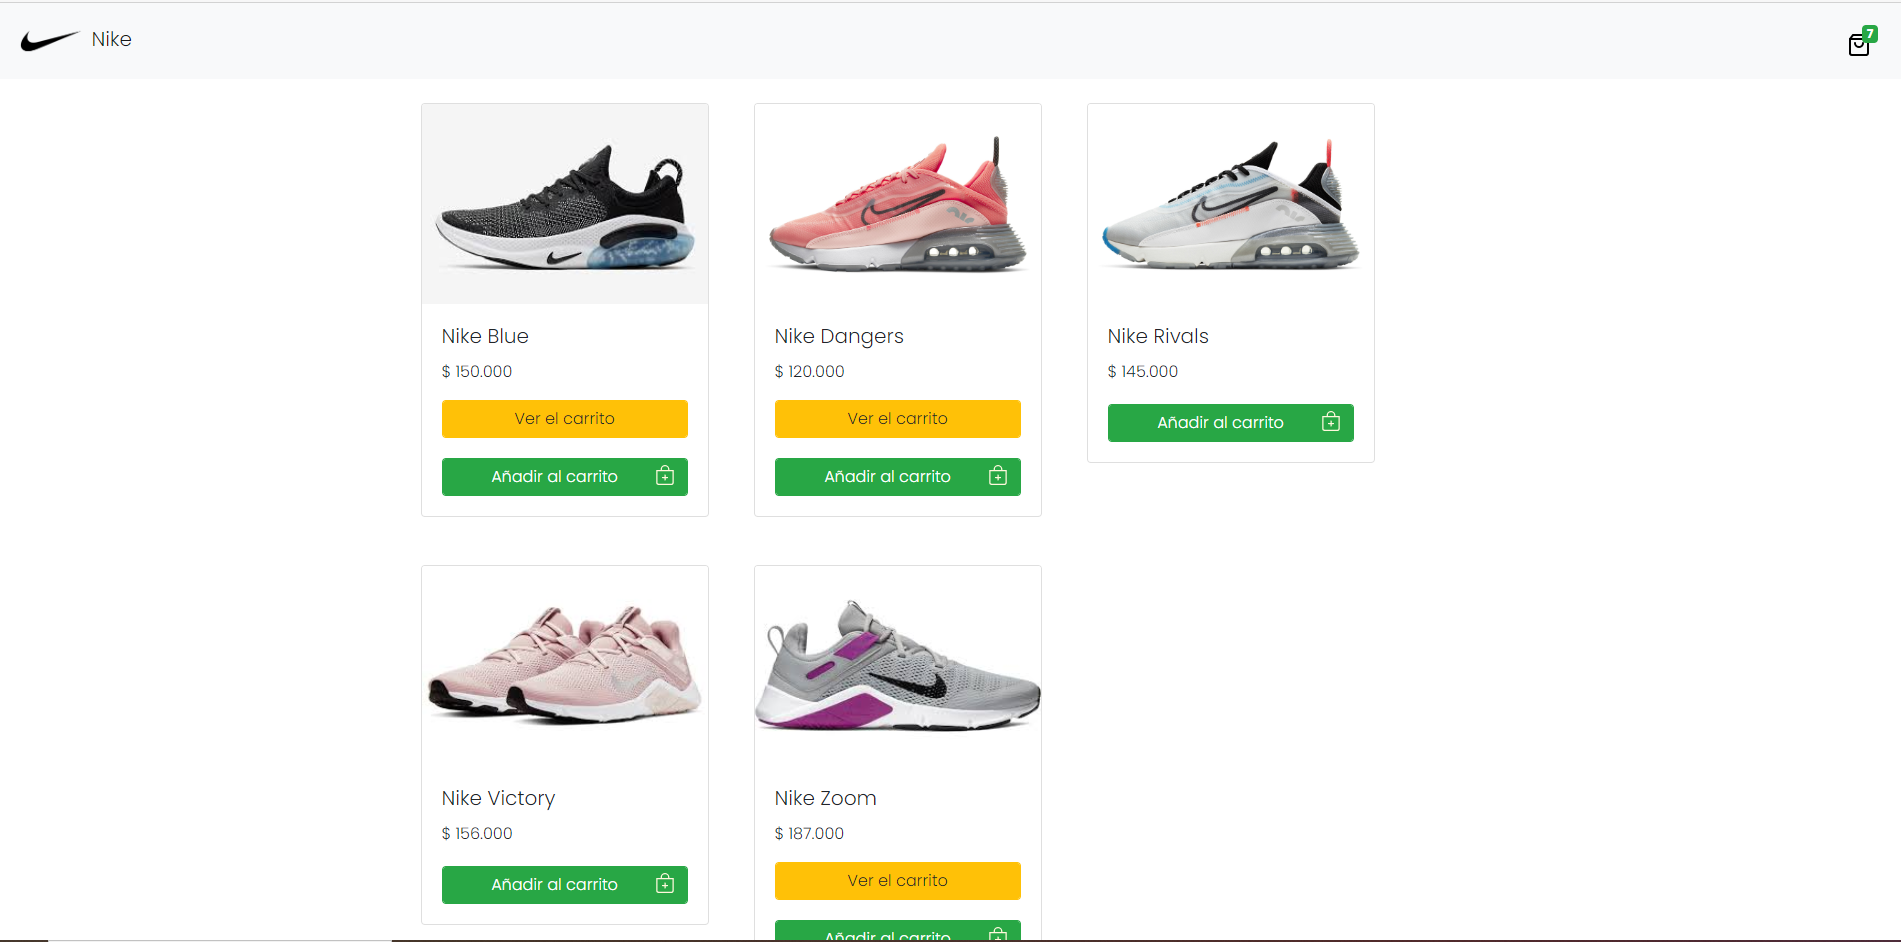 Nike
7
Nike Blue
$ 150.000
Ver el carrito
Añadir al carrito
Nike Dangers
$ 120.000
Ver el carrito
Añadir al carrito
Nike Rivals
$ 145.000
Añadir al carrito
Nike Victory
$ 156.000
Añadir al carrito
Nike Zoom
$ 187.000
Ver el carrito
Añadir al carrito